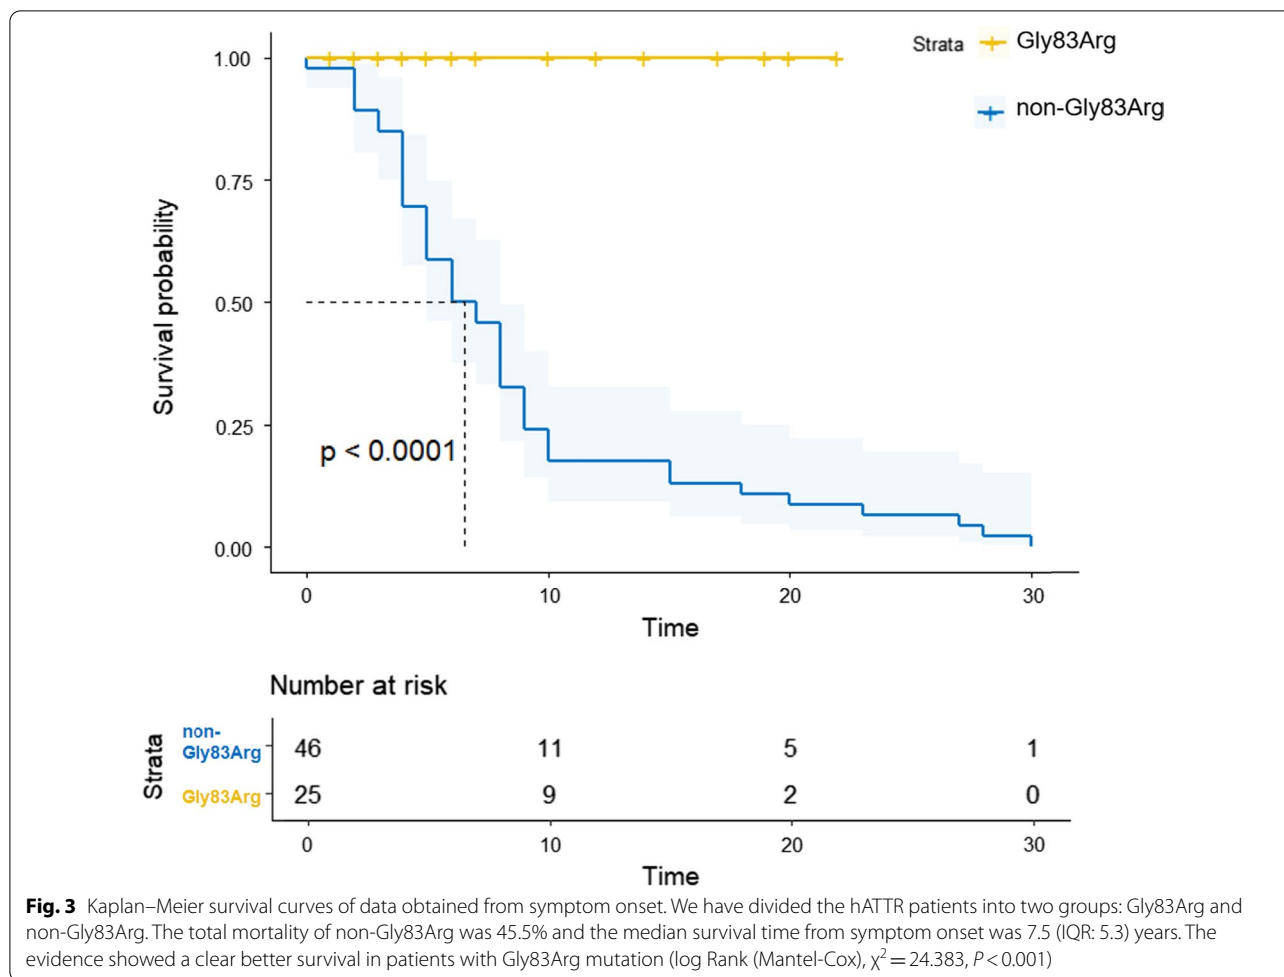 Strata Gly83Arg
non-Gly83Arg
1.00
0.75
0.50
0.25
0.00
Survival probability
p < 0.0001
0 10 20 30
Time
Number at risk
Strata
non-
Gly83Arg 46 11 5 1
Gly83Arg 25 9 2 0
0 10 20 30
Time
Fig. 3 Kaplan–Meier survival curves of data obtained from symptom onset. We have divided the hATTR patients into two groups: Gly83Arg and
non-Gly83Arg. The total mortality of non-Gly83Arg was 45.5% and the median survival time from symptom onset was 7.5 (IQR: 5.3) years. The
evidence showed a clear better survival in patients with Gly83Arg mutation (log Rank (Mantel-Cox), χ² = 24.383, P < 0.001)